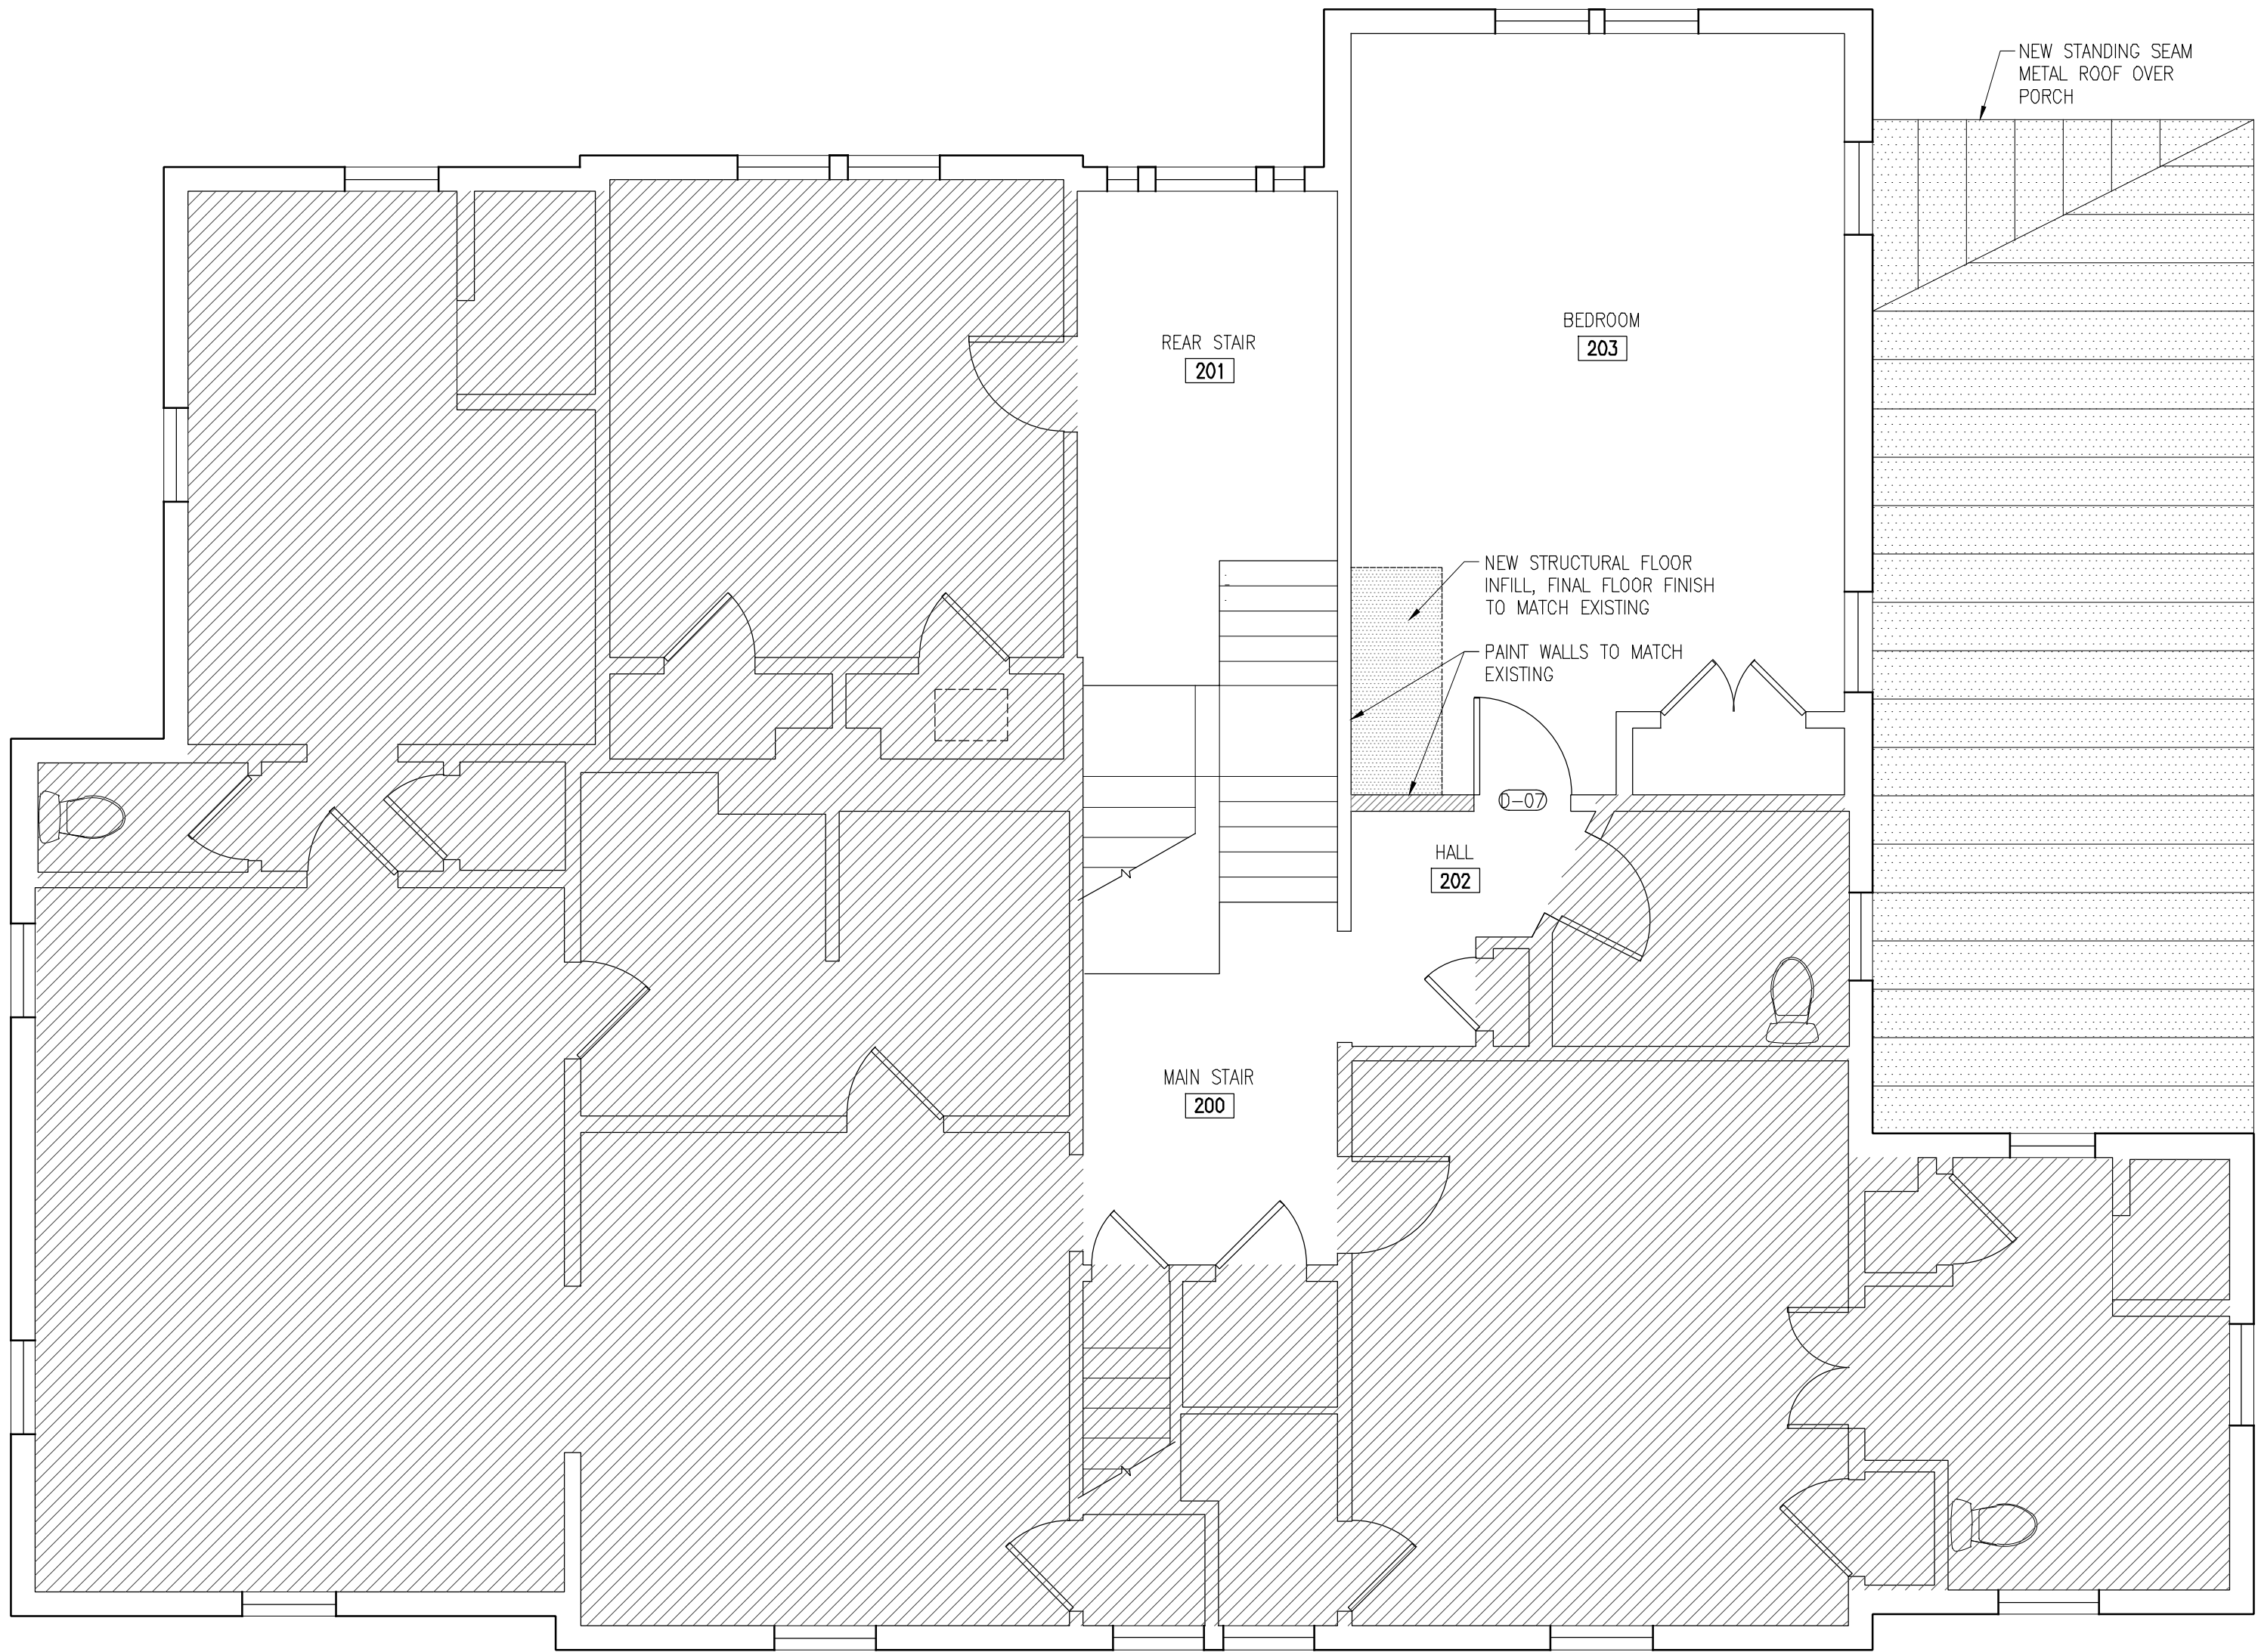 NEW STANDING SEAM
METAL ROOF OVER
PORCH
BEDROOM
203
REAR STAIR
201
NEW STRUCTURAL FLOOR
INFILL, FINAL FLOOR FINISH
TO MATCH EXISTING
PAINT WALLS TO MATCH
EXISTING
D-07
HALL
202
MAIN STAIR
200